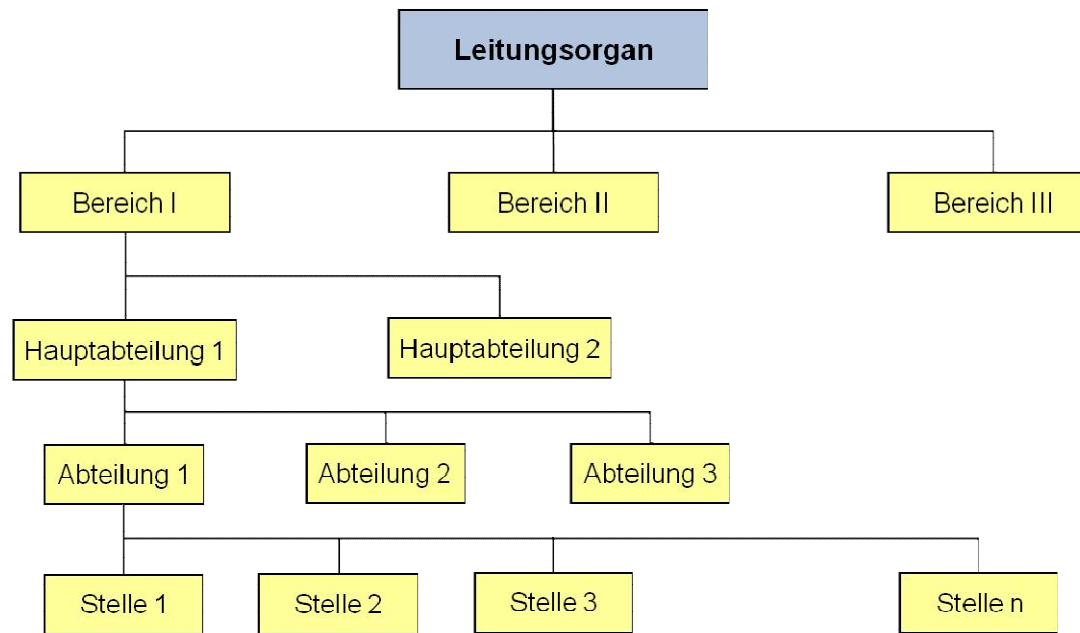 Leitungsorgan
Bereich I
Bereich II
Bereich III
Hauptabteilung 1
Hauptabteilung 2
Abteilung 1
Abteilung 2
Abteilung 3
Stelle 1
Stelle 2
Stelle 3
Stelle n